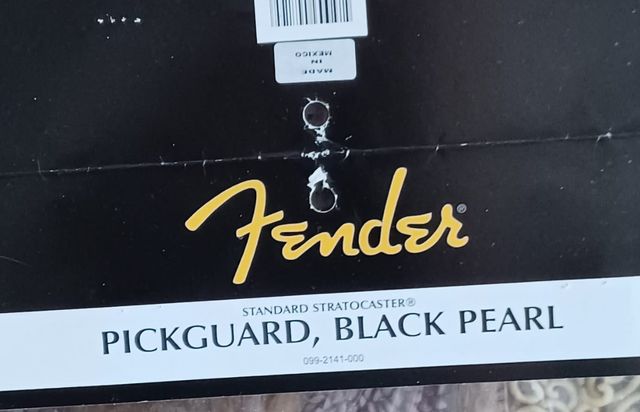 MADE
IN
MEXICO
Fender®
STANDARD STRATOCASTER®
PICKGUARD, BLACK PEARL
099-2141-000